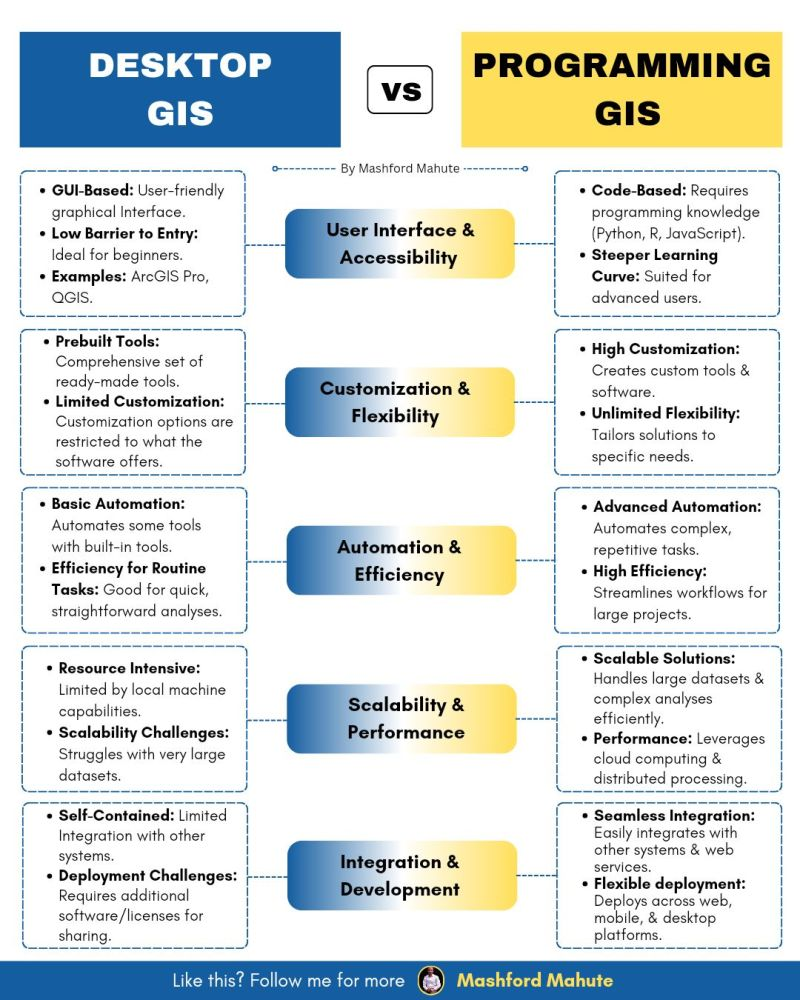 DESKTOP
GIS
VS
PROGRAMMING
GIS
By Mashford Mahute
• GUI-Based: User-friendly
graphical Interface.
• Low Barrier to Entry:
Ideal for beginners.
• Examples: ArcGIS Pro,
QGIS.
User Interface &
Accessibility
• Code-Based: Requires
programming knowledge
(Python, R, JavaScript).
• Steeper Learning
Curve: Suited for
advanced users.
• Prebuilt Tools:
Comprehensive set of
ready-made tools.
• Limited Customization:
Customization options are
restricted to what the
software offers.
Customization &
Flexibility
• High Customization:
Creates custom tools &
software.
• Unlimited Flexibility:
Tailors solutions to
specific needs.
• Basic Automation:
Automates some tools
with built-in tools.
• Efficiency for Routine
Tasks: Good for quick,
straightforward analyses.
Automation &
Efficiency
• Advanced Automation:
Automates complex,
repetitive tasks.
• High Efficiency:
Streamlines workflows for
large projects.
• Resource Intensive:
Limited by local machine
capabilities.
• Scalability Challenges:
Struggles with very large
datasets.
Scalability &
Performance
• Scalable Solutions:
Handles large datasets &
complex analyses
efficiently.
• Performance: Leverages
cloud computing &
distributed processing.
• Self-Contained: Limited
Integration with other
systems.
• Deployment Challenges:
Requires additional
software/licenses for
sharing.
Integration &
Development
• Seamless Integration:
Easily integrates with
other systems & web
services.
• Flexible deployment:
Deploys across web,
mobile, & desktop
platforms.
Like this? Follow me for more Mashford Mahute